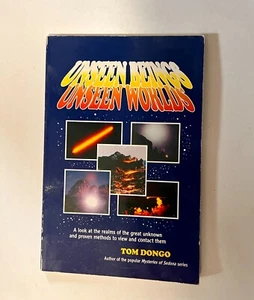 UNSEEN BEINGS
UNSEEN WORLDS
A look at the realms of the great unknown
and proven methods to view and contact them
TOM DONGO
Author of the popular Mysteries of Sedona series